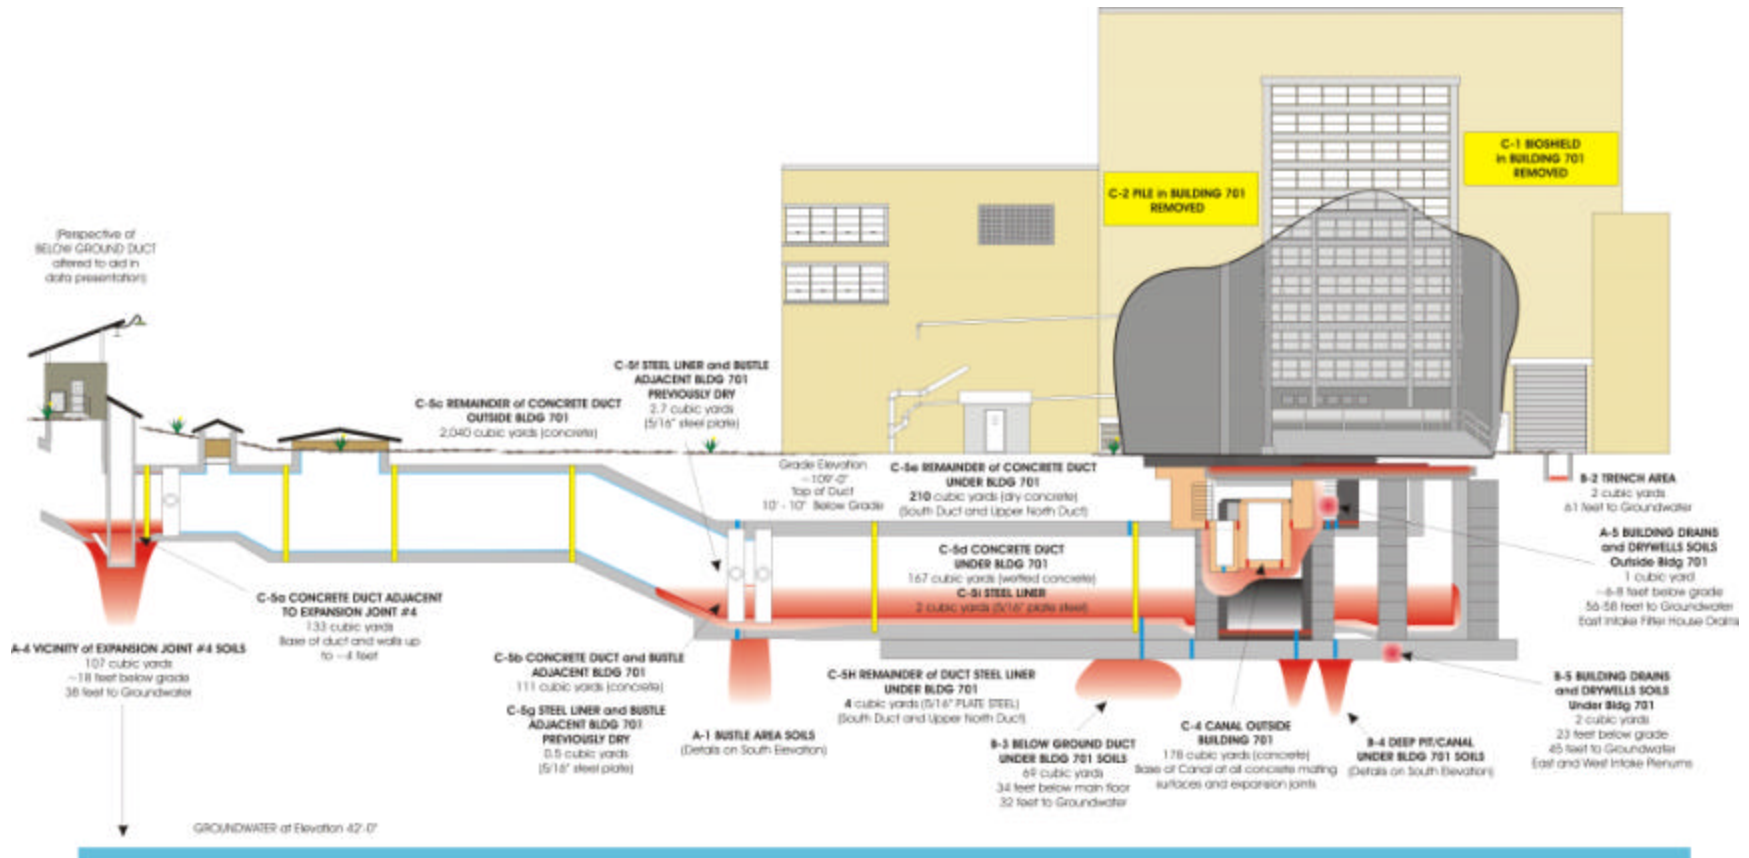 C-1 BIOSHIELD
in BUILDING 701
REMOVED
C-2 PILE in BUILDING 701
REMOVED
(Perspective of
BELOW GROUND DUCT
altered to aid in
data presentation)
C-5f STEEL LINER and BUSTLE
ADJACENT BLDG 701
PREVIOUSLY DRY
2.7 cubic yards
(5/16" steel plate)
C-5c REMAINDER of CONCRETE DUCT
OUTSIDE BLDG 701
2,040 cubic yards (concrete)
Grade Elevation
~109'-0"
Top of Duct
10' - 10" Below Grade
C-5e REMAINDER of CONCRETE DUCT
UNDER BLDG 701
210 cubic yards (dry concrete)
(South Duct and Upper North Duct)
B-2 TRENCH AREA
2 cubic yards
61 feet to Groundwater
A-5 BUILDING DRAINS
and DRYWELLS SOILS
Outside Bldg 701
1 cubic yard
~6-8 feet below grade
56-58 feet to Groundwater
East Intake Filter House Drains
C-5d CONCRETE DUCT
UNDER BLDG 701
167 cubic yards (wetted concrete)
C-5i STEEL LINER
2 cubic yards (5/16" plate steel)
C-5a CONCRETE DUCT ADJACENT
TO EXPANSION JOINT #4
133 cubic yards
Base of duct and walls up
to ~4 feet
A-4 VICINITY of EXPANSION JOINT #4 SOILS
107 cubic yards
~18 feet below grade
38 feet to Groundwater
C-5b CONCRETE DUCT and BUSTLE
ADJACENT BLDG 701
111 cubic yards (concrete)
C-5g STEEL LINER and BUSTLE
ADJACENT BLDG 701
PREVIOUSLY DRY
0.5 cubic yards
(5/16" steel plate)
A-1 BUSTLE AREA SOILS
(Details on South Elevation)
C-5H REMAINDER of DUCT STEEL LINER
UNDER BLDG 701
4 cubic yards (5/16" PLATE STEEL)
(South Duct and Upper North Duct)
B-3 BELOW GROUND DUCT
UNDER BLDG 701 SOILS
69 cubic yards
34 feet below main floor
32 feet to Groundwater
C-4 CANAL OUTSIDE
BUILDING 701
178 cubic yards (concrete)
Base of Canal at all concrete mating
surfaces and expansion joints
B-4 DEEP PIT/CANAL
UNDER BLDG 701 SOILS
(Details on South Elevation)
B-5 BUILDING DRAINS
and DRYWELLS SOILS
Under Bldg 701
2 cubic yards
23 feet below grade
45 feet to Groundwater
East and West Intake Plenums
GROUNDWATER at Elevation 42'-0"